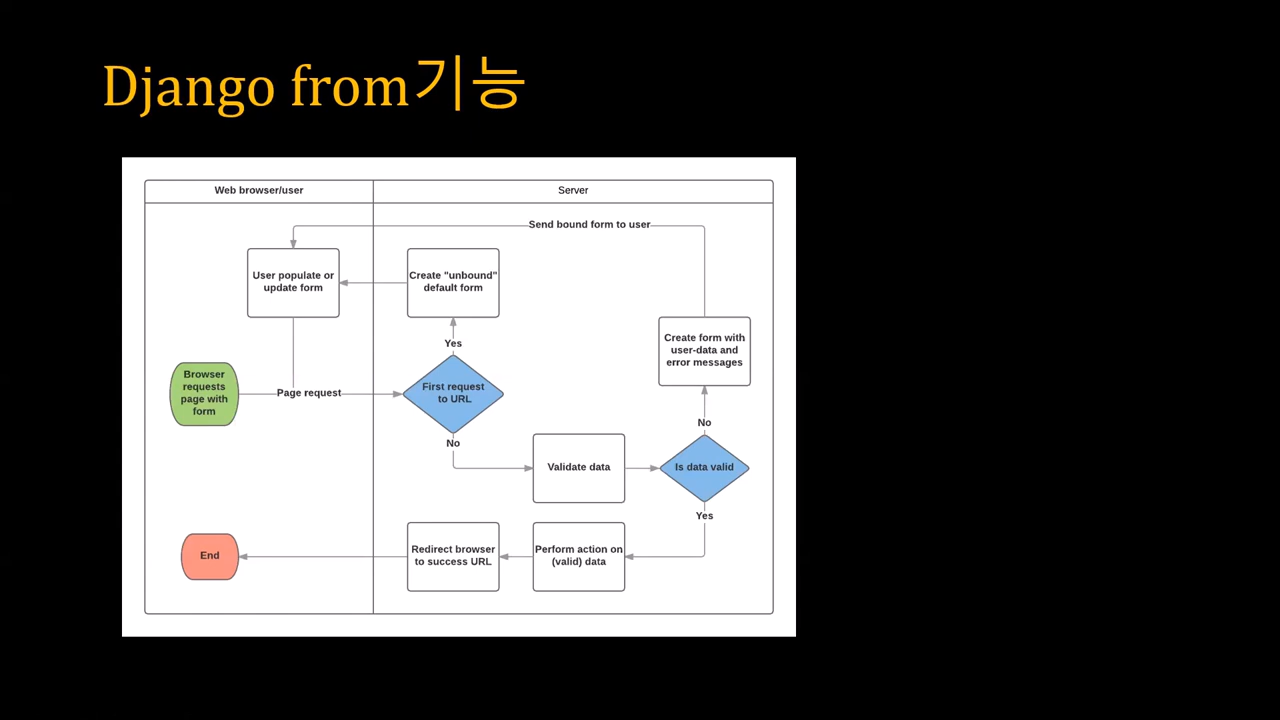 Django from기능
Web browser/user
Server
Send bound form to user
User populate or
update form
Create "unbound"
default form
Create form with
user-data and
error messages
Yes
Browser
requests
page with
form
Page request
First request
to URL
No
No
Validate data
Is data valid
Yes
End
Redirect browser
to success URL
Perform action on
(valid) data